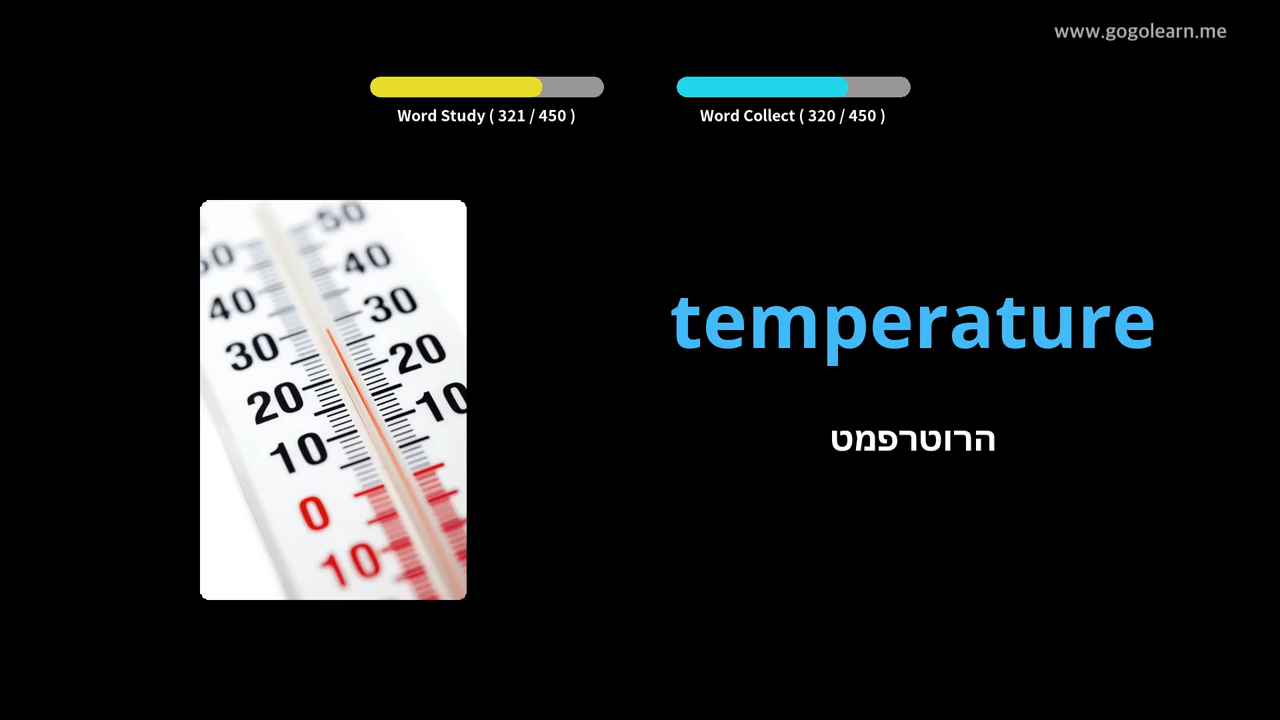 www.gogolearn.me
Word Study ( 321 / 450 )
Word Collect ( 320 / 450 )
50
40
40
30
30
20
20
10
10
0
10
temperature
הרוטרפמט